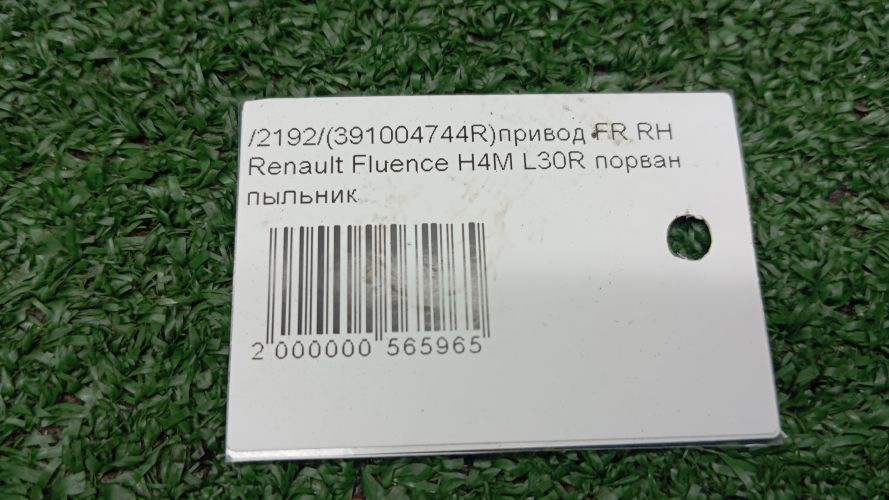 /2192/(391004744R)привод FR RH
Renault Fluence H4M L30R порван
пыльник
2 000000 565965